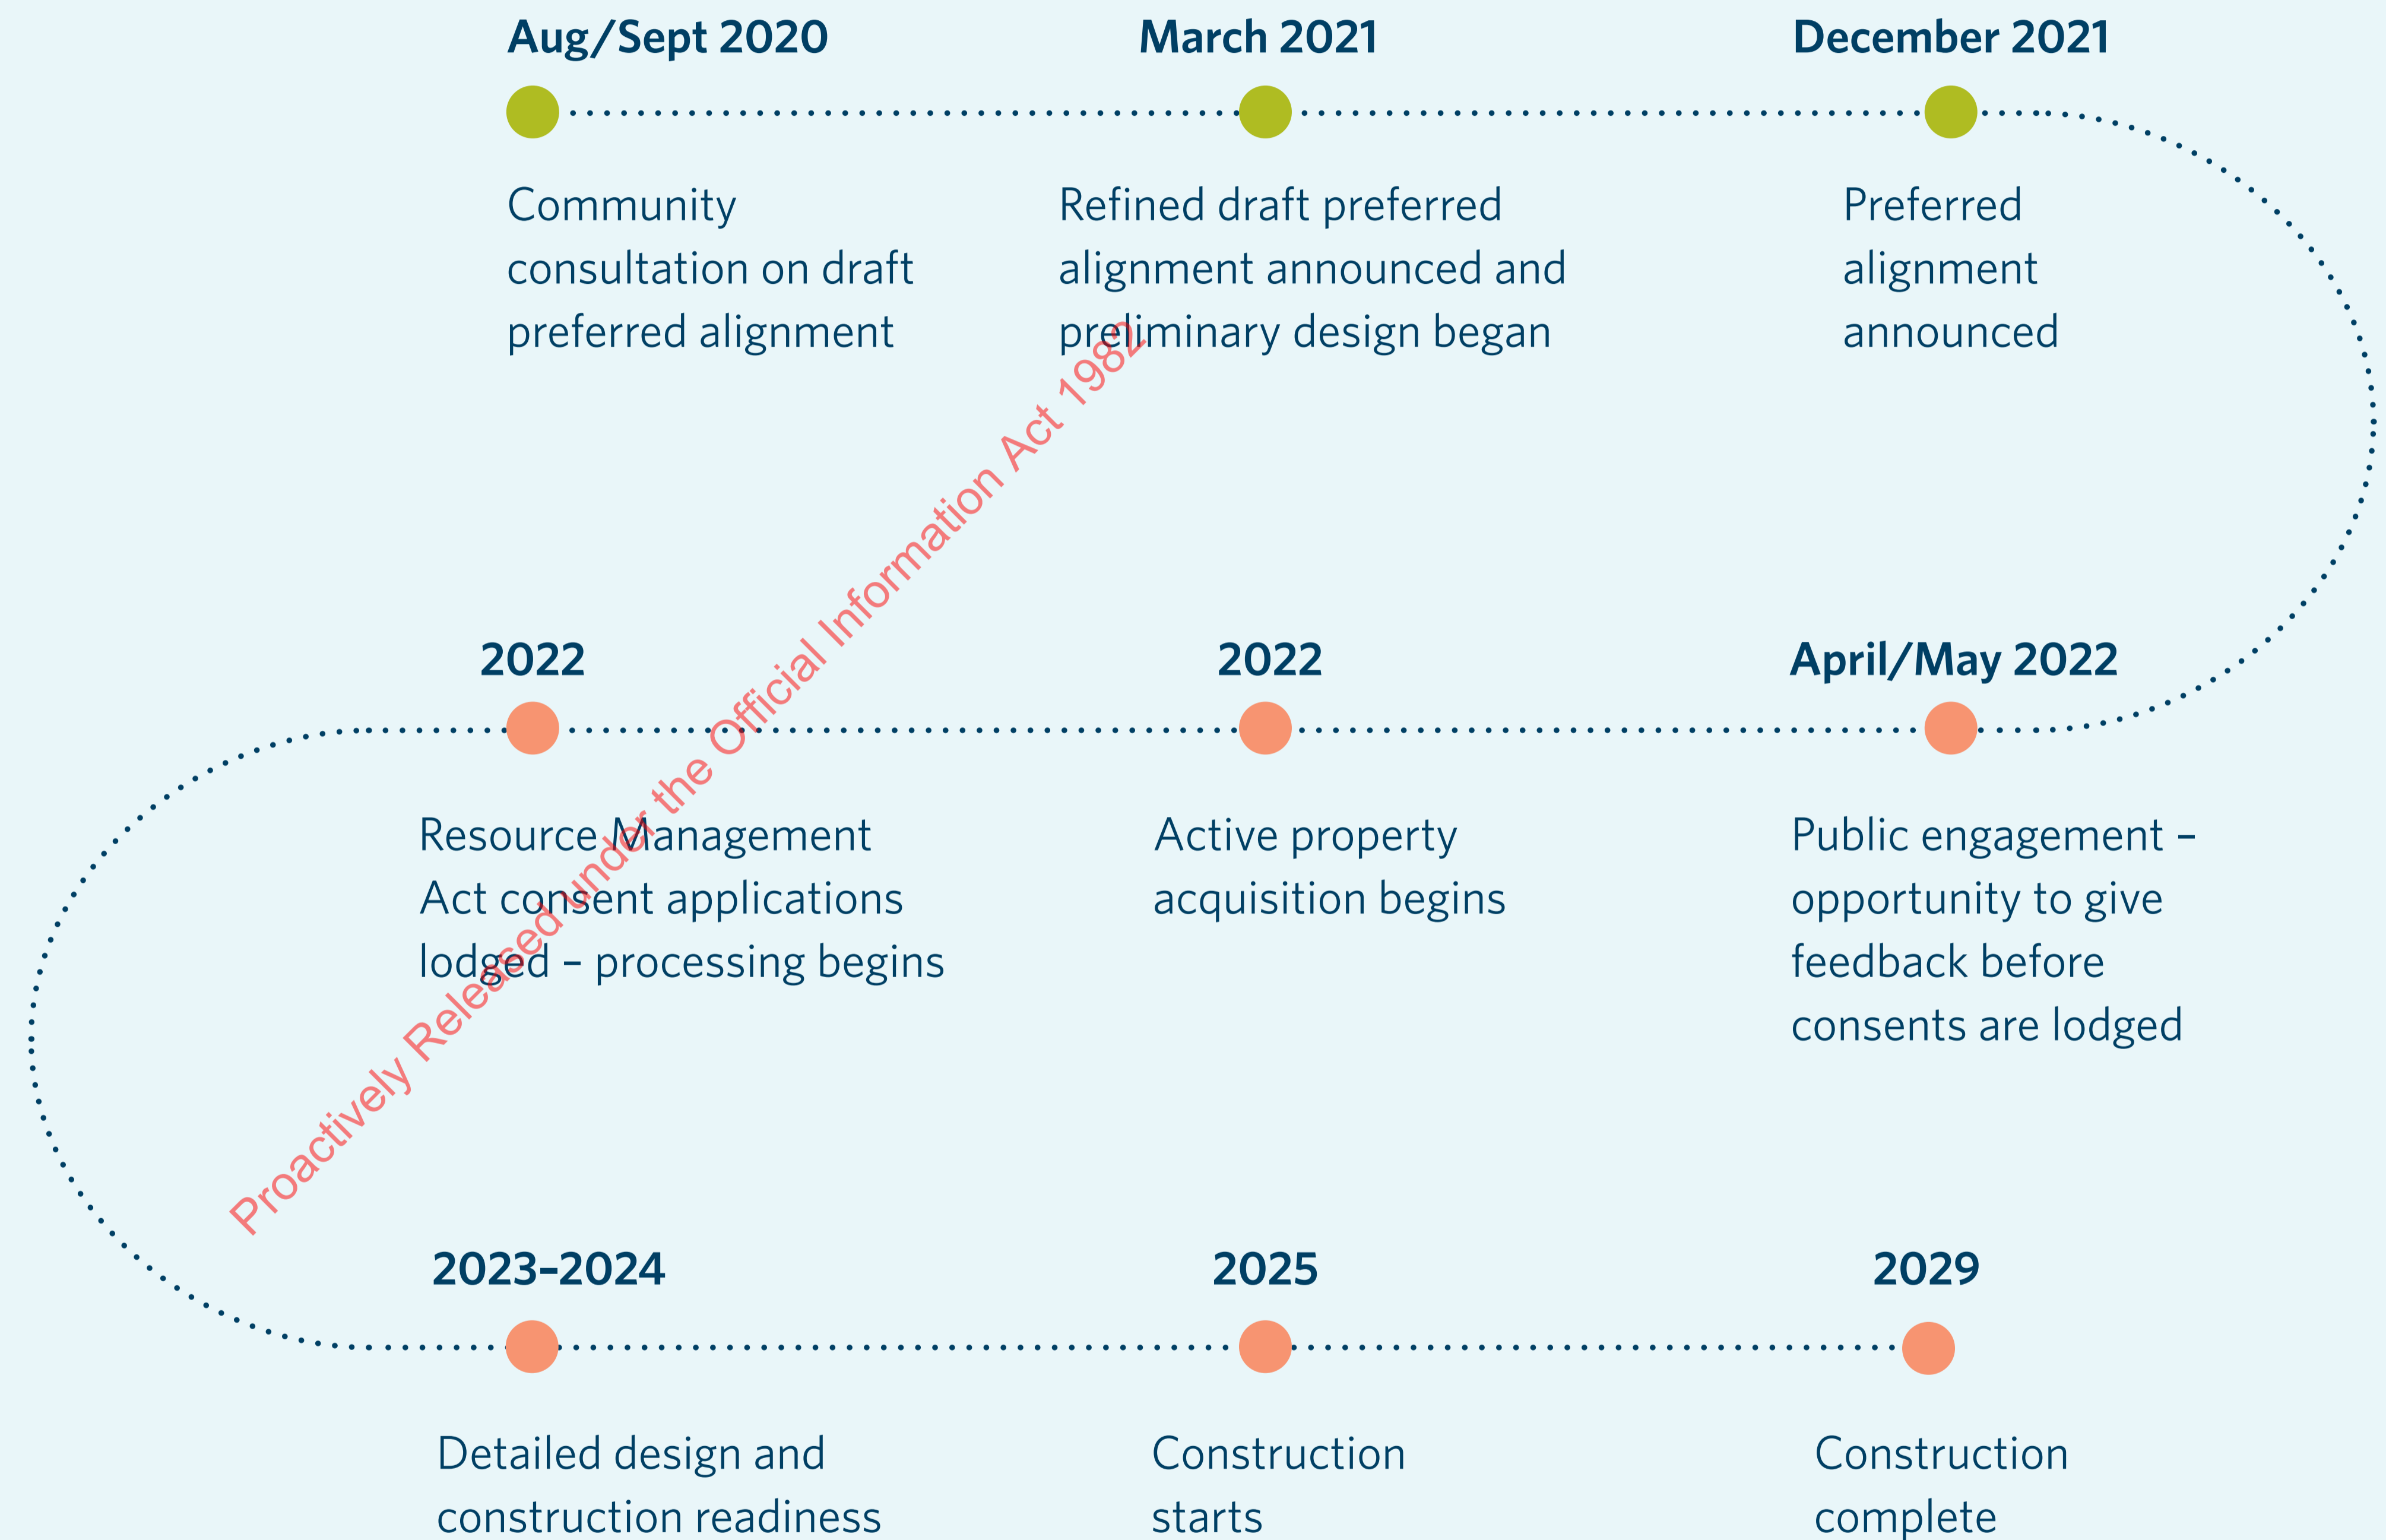 Aug/Sept 2020
Community
consultation on draft
preferred alignment
March 2021
Refined draft preferred
alignment announced and
preliminary design began
December 2021
Preferred
alignment
announced
April/May 2022
Public engagement –
opportunity to give
feedback before
consents are lodged
2022
Active property
acquisition begins
2022
Resource Management
Act consent applications
lodged – processing begins
2023–2024
Detailed design and
construction readiness
2025
Construction
starts
2029
Construction
complete
Proactively Released under the Official Information Act 1982